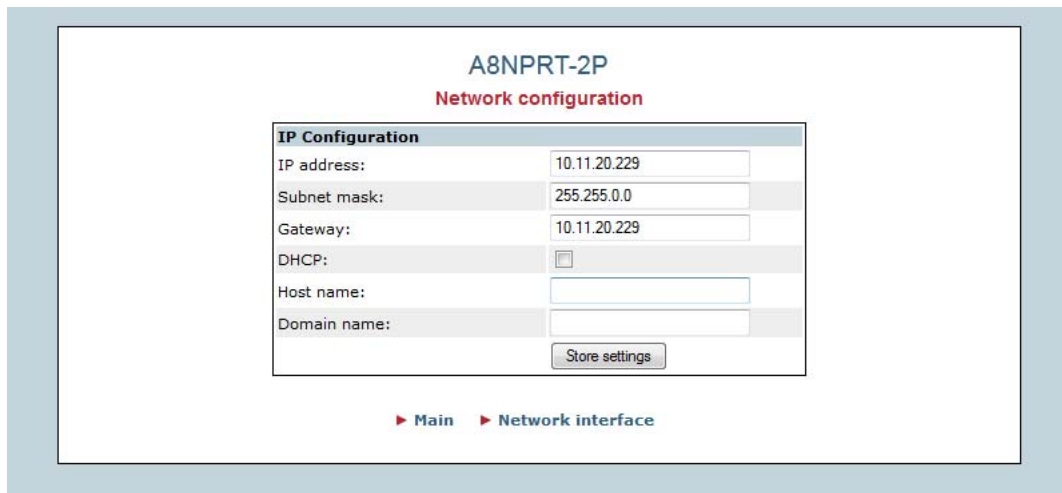 A8NPRT-2P
Network configuration
IP Configuration
IP address: 10.11.20.229
Subnet mask: 255.255.0.0
Gateway: 10.11.20.229
DHCP:
Host name:
Domain name:
Store settings
Main Network interface